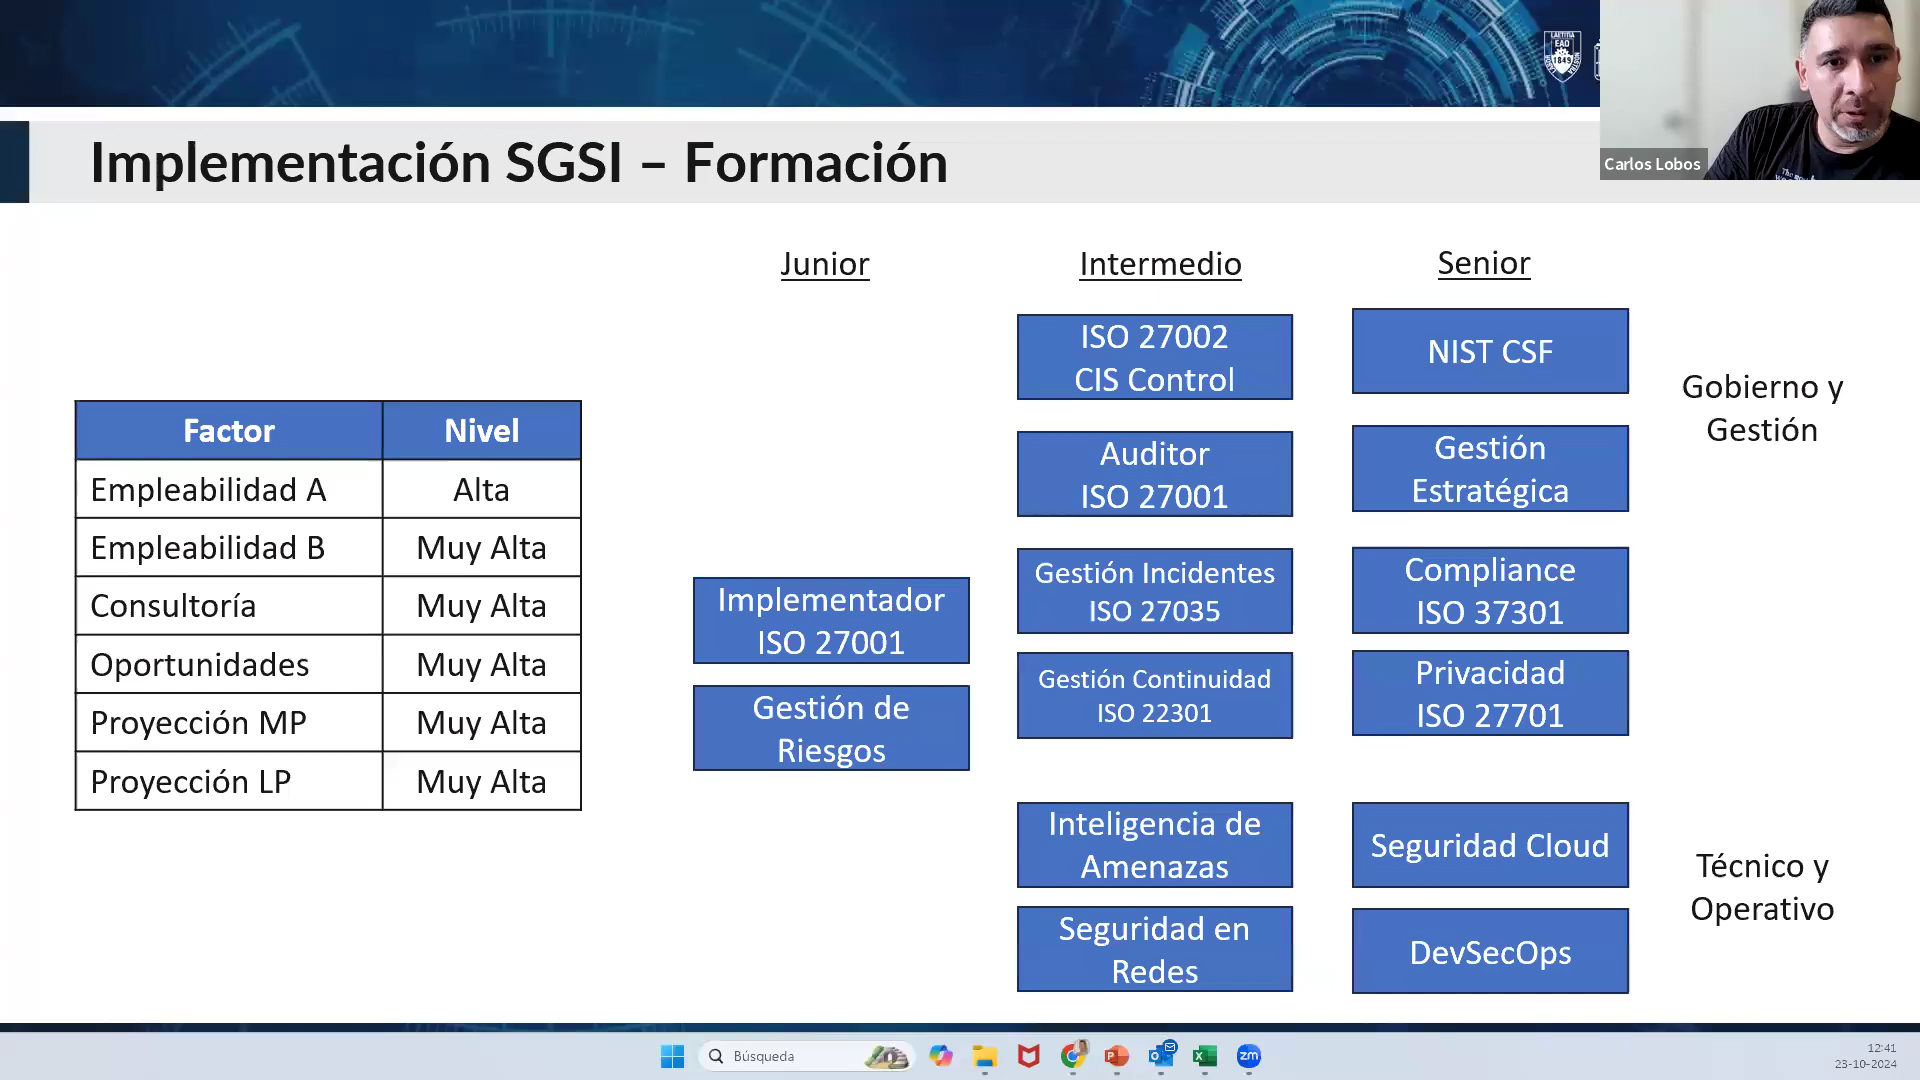 LAETITIA
EAD
1849
Carlos Lobos
Implementación SGSI – Formación
Factor
Nivel
Empleabilidad A
Alta
Empleabilidad B
Muy Alta
Consultoría
Muy Alta
Oportunidades
Muy Alta
Proyección MP
Muy Alta
Proyección LP
Muy Alta
Junior
Implementador
ISO 27001
Gestión de
Riesgos
Intermedio
ISO 27002
CIS Control
Auditor
ISO 27001
Gestión Incidentes
ISO 27035
Gestión Continuidad
ISO 22301
Inteligencia de
Amenazas
Seguridad en
Redes
Senior
NIST CSF
Gestión
Estratégica
Compliance
ISO 37301
Privacidad
ISO 27701
Seguridad Cloud
DevSecOps
Gobierno y
Gestión
Técnico y
Operativo
Búsqueda
zm
12:41
23-10-2024